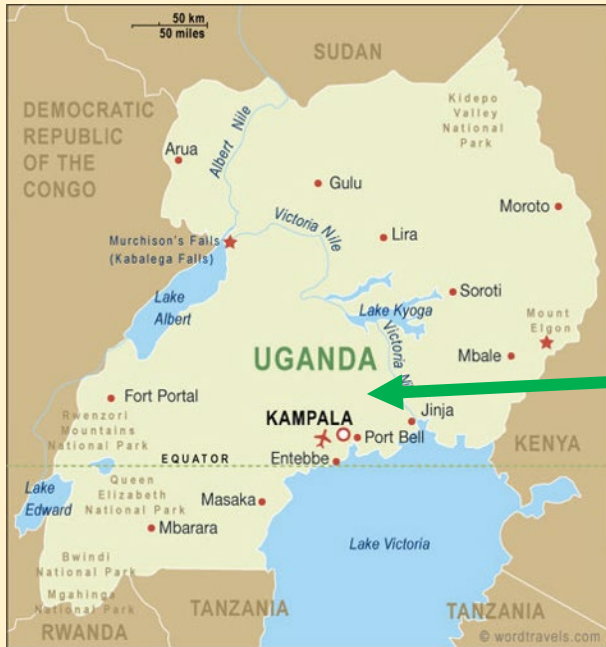 50 km
50 miles
SUDAN
DEMOCRATIC
REPUBLIC
OF THE
CONGO
Kidepo
Valley
National
Park
Albert Nile
Arua
Gulu
Moroto
Victoria
Nile
Lira
Murchison's Falls
(Kabalega Falls)
Soroti
Lake
Albert
Lake Kyoga
Mount
Elgon
Victoria Nile
UGANDA
Mbale
Fort Portal
KAMPALA
Jinja
Rwenzori
Mountains
National Park
Port Bell
KENYA
EQUATOR
Entebbe
Lake
Edward
Queen
Elizabeth
National Park
Masaka
Mbarara
Lake Victoria
Bwindi
National Park
Mgahinga
National Park
TANZANIA
TANZANIA
RWANDA
© wordtravels.com